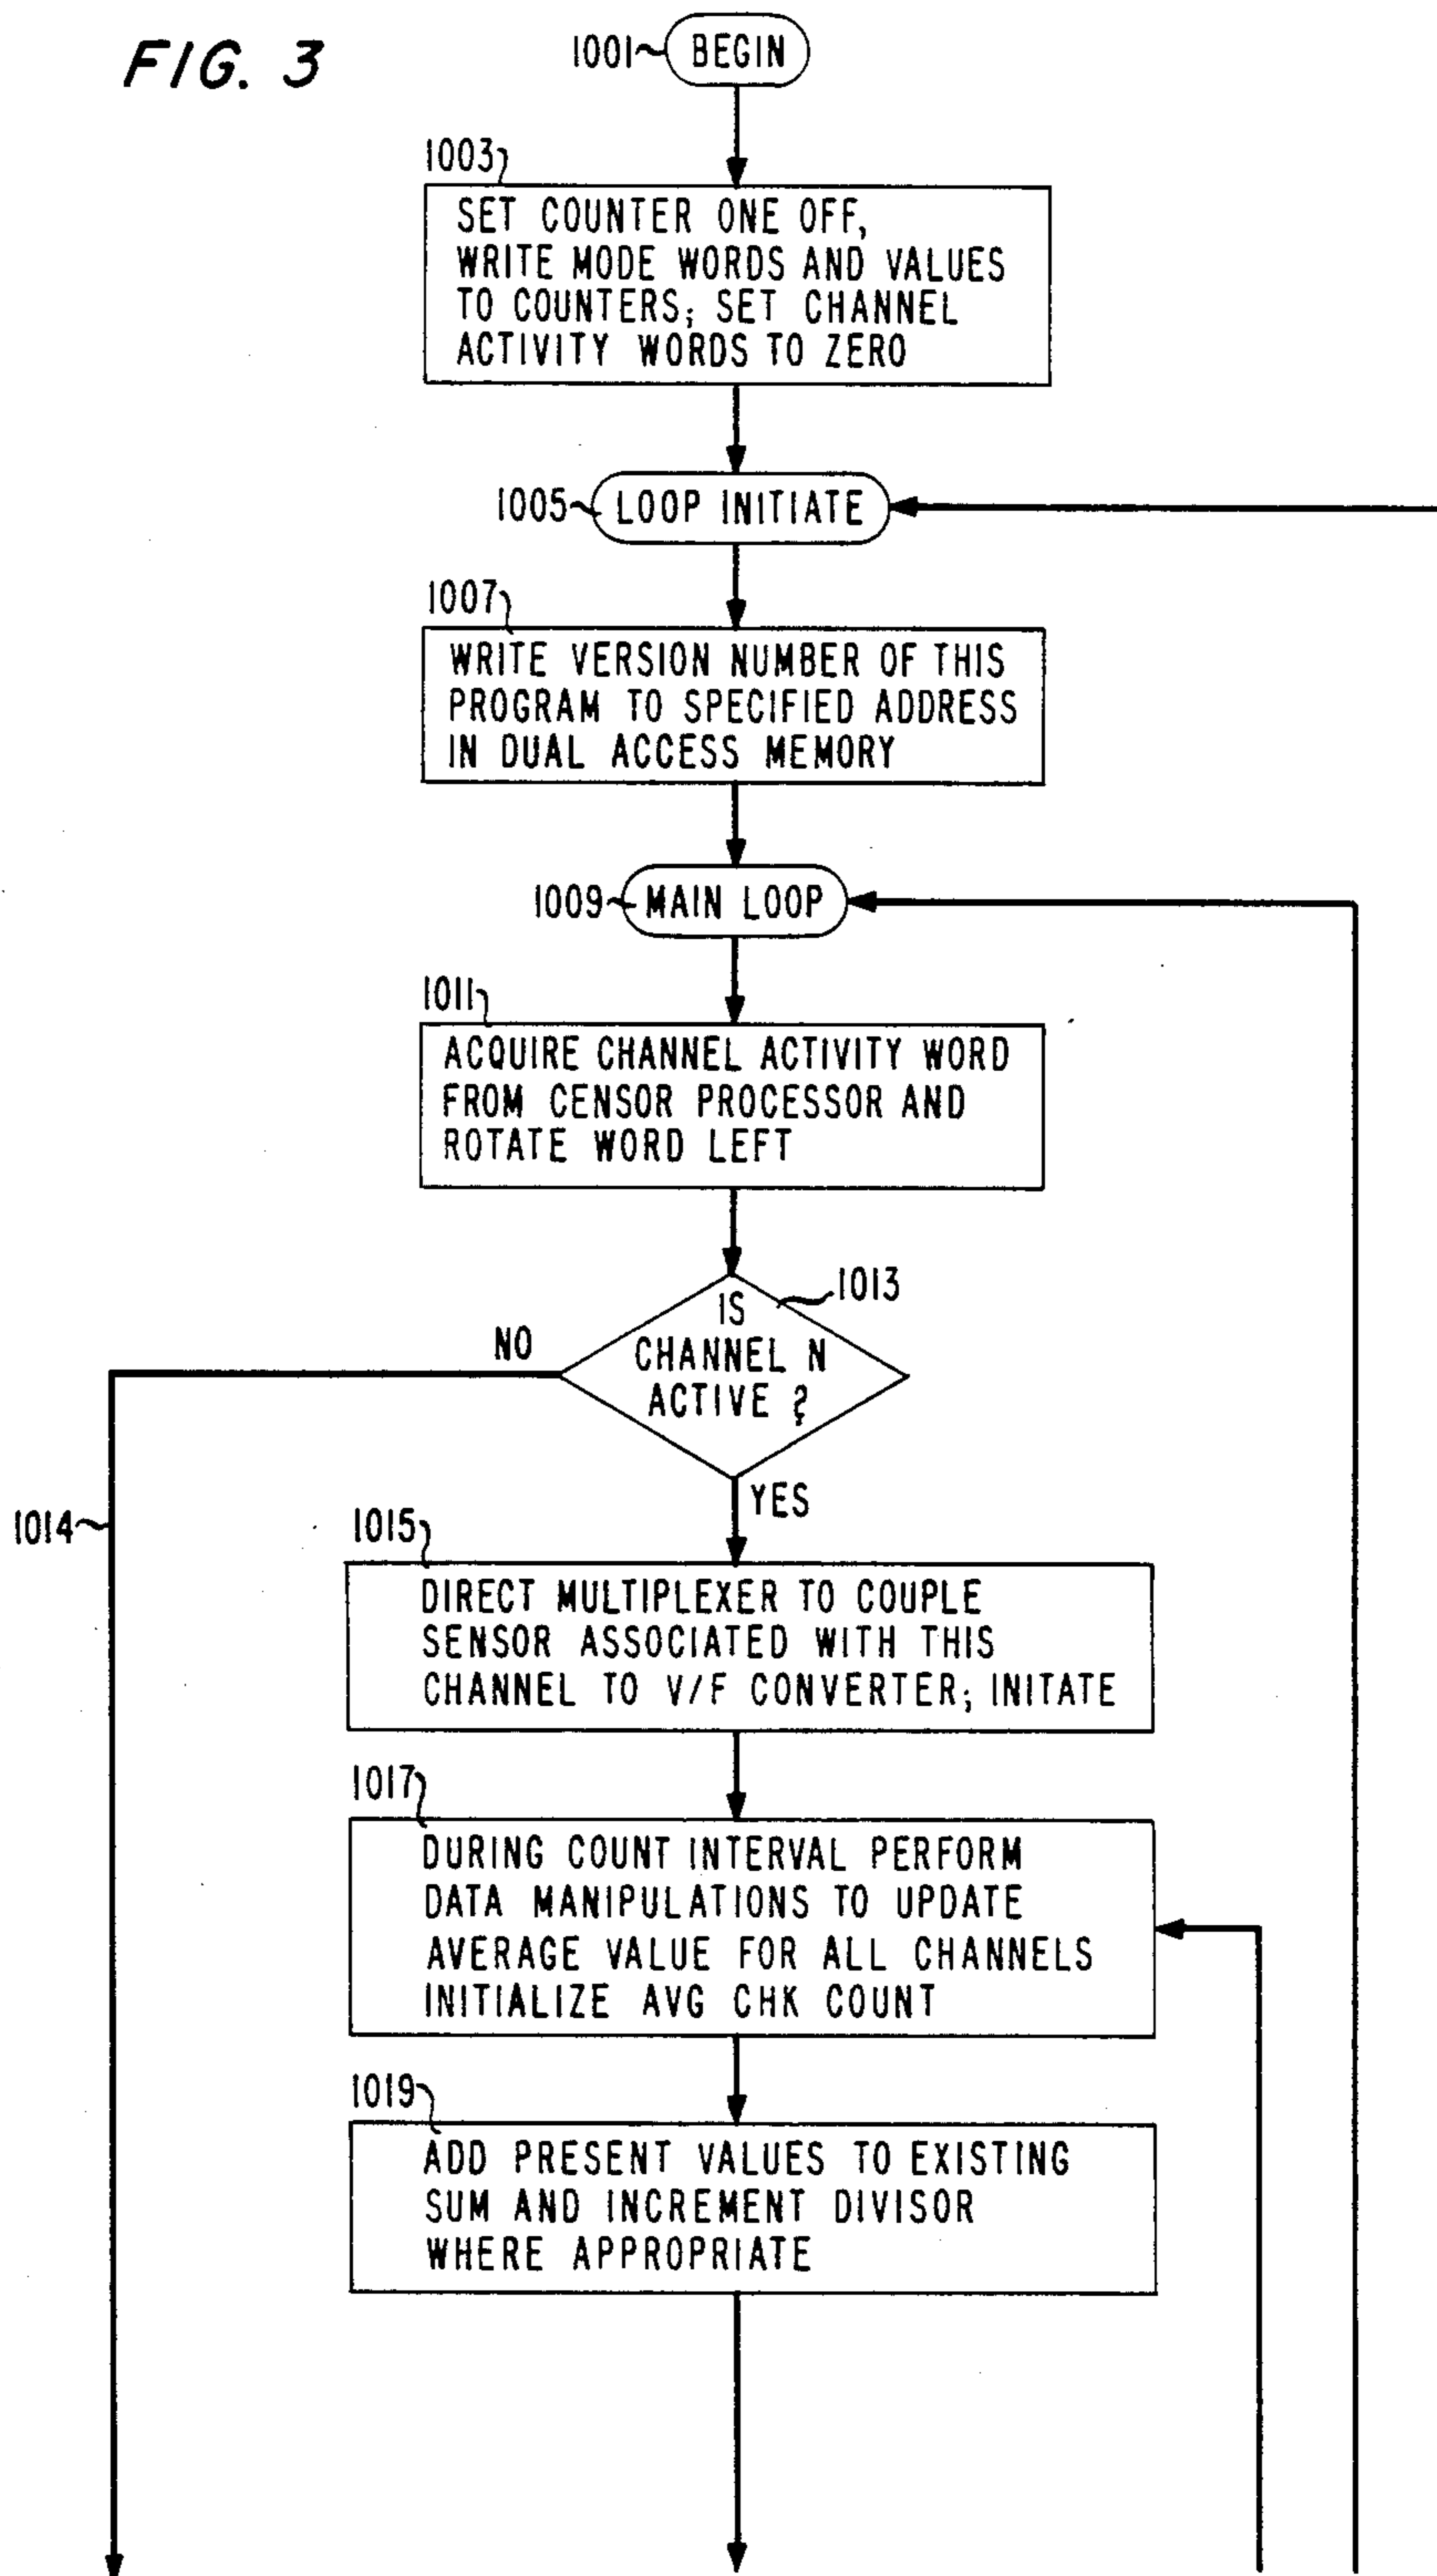 FIG. 3
1001
BEGIN
1003
SET COUNTER ONE OFF,
WRITE MODE WORDS AND VALUES
TO COUNTERS; SET CHANNEL
ACTIVITY WORDS TO ZERO
1005
LOOP INITIATE
1007
WRITE VERSION NUMBER OF THIS
PROGRAM TO SPECIFIED ADDRESS
IN DUAL ACCESS MEMORY
1009
MAIN LOOP
1011
ACQUIRE CHANNEL ACTIVITY WORD
FROM CENSOR PROCESSOR AND
ROTATE WORD LEFT
1013
IS
CHANNEL N
ACTIVE ?
NO
YES
1014
1015
DIRECT MULTIPLEXER TO COUPLE
SENSOR ASSOCIATED WITH THIS
CHANNEL TO V/F CONVERTER; INITATE
1017
DURING COUNT INTERVAL PERFORM
DATA MANIPULATIONS TO UPDATE
AVERAGE VALUE FOR ALL CHANNELS
INITIALIZE AVG CHK COUNT
1019
ADD PRESENT VALUES TO EXISTING
SUM AND INCREMENT DIVISOR
WHERE APPROPRIATE